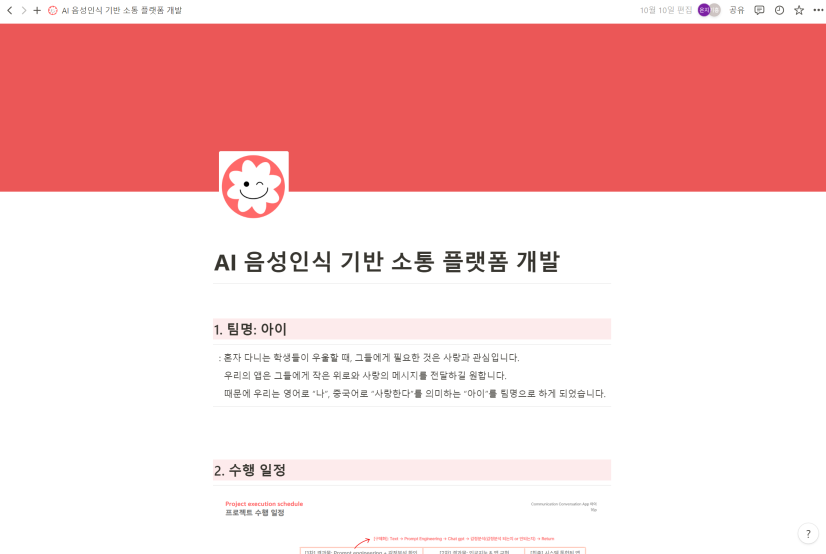 AI 음성인식 기반 소통 플랫폼 개발
10월 10일 편집
공유
AI 음성인식 기반 소통 플랫폼 개발
1. 팀명: 아이
: 혼자 다니는 학생들이 우울할 때, 그들에게 필요한 것은 사랑과 관심입니다.
우리의 앱은 그들에게 작은 위로와 사랑의 메시지를 전달하길 원합니다.
때문에 우리는 영어로 "나", 중국어로 "사랑한다"를 의미하는 "아이"를 팀명으로 하게 되었습니다.
2. 수행 일정
Project execution schedule
프로젝트 수행 일정
Communication Conversation App
Text → Prompt Engineering → Chat gpt →
?